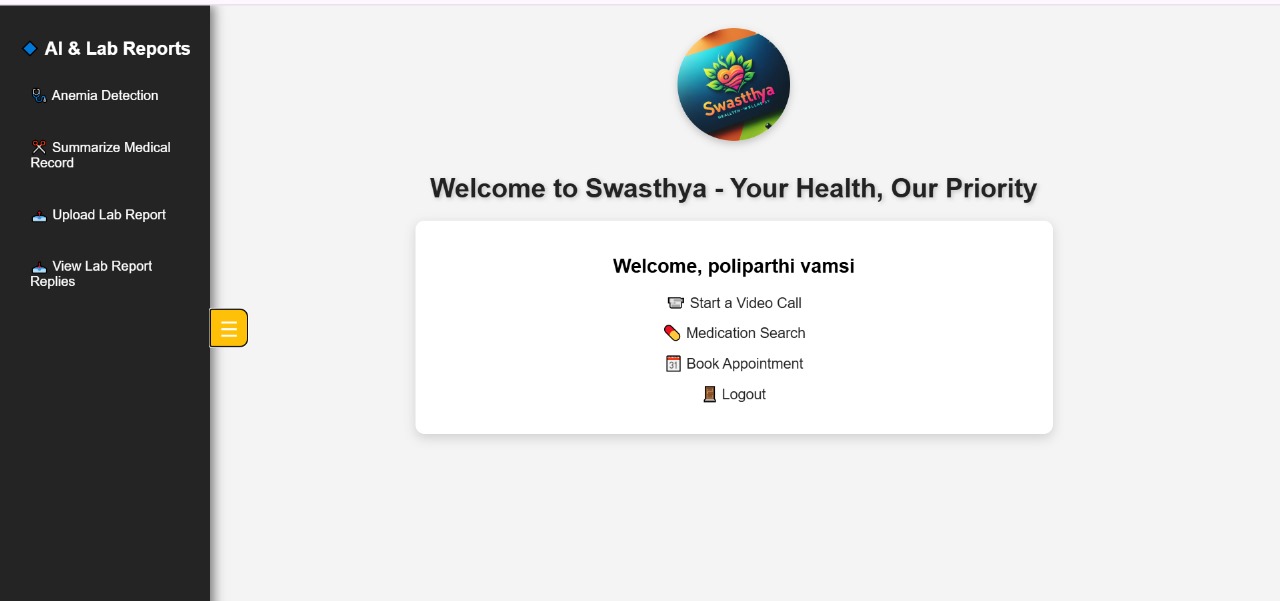 AI & Lab Reports
Anemia Detection
Summarize Medical
Record
Upload Lab Report
View Lab Report
Replies
Swastthya
Welcome to Swasthya - Your Health, Our Priority
Welcome, poliparthi vamsi
Start a Video Call
Medication Search
31 Book Appointment
Logout